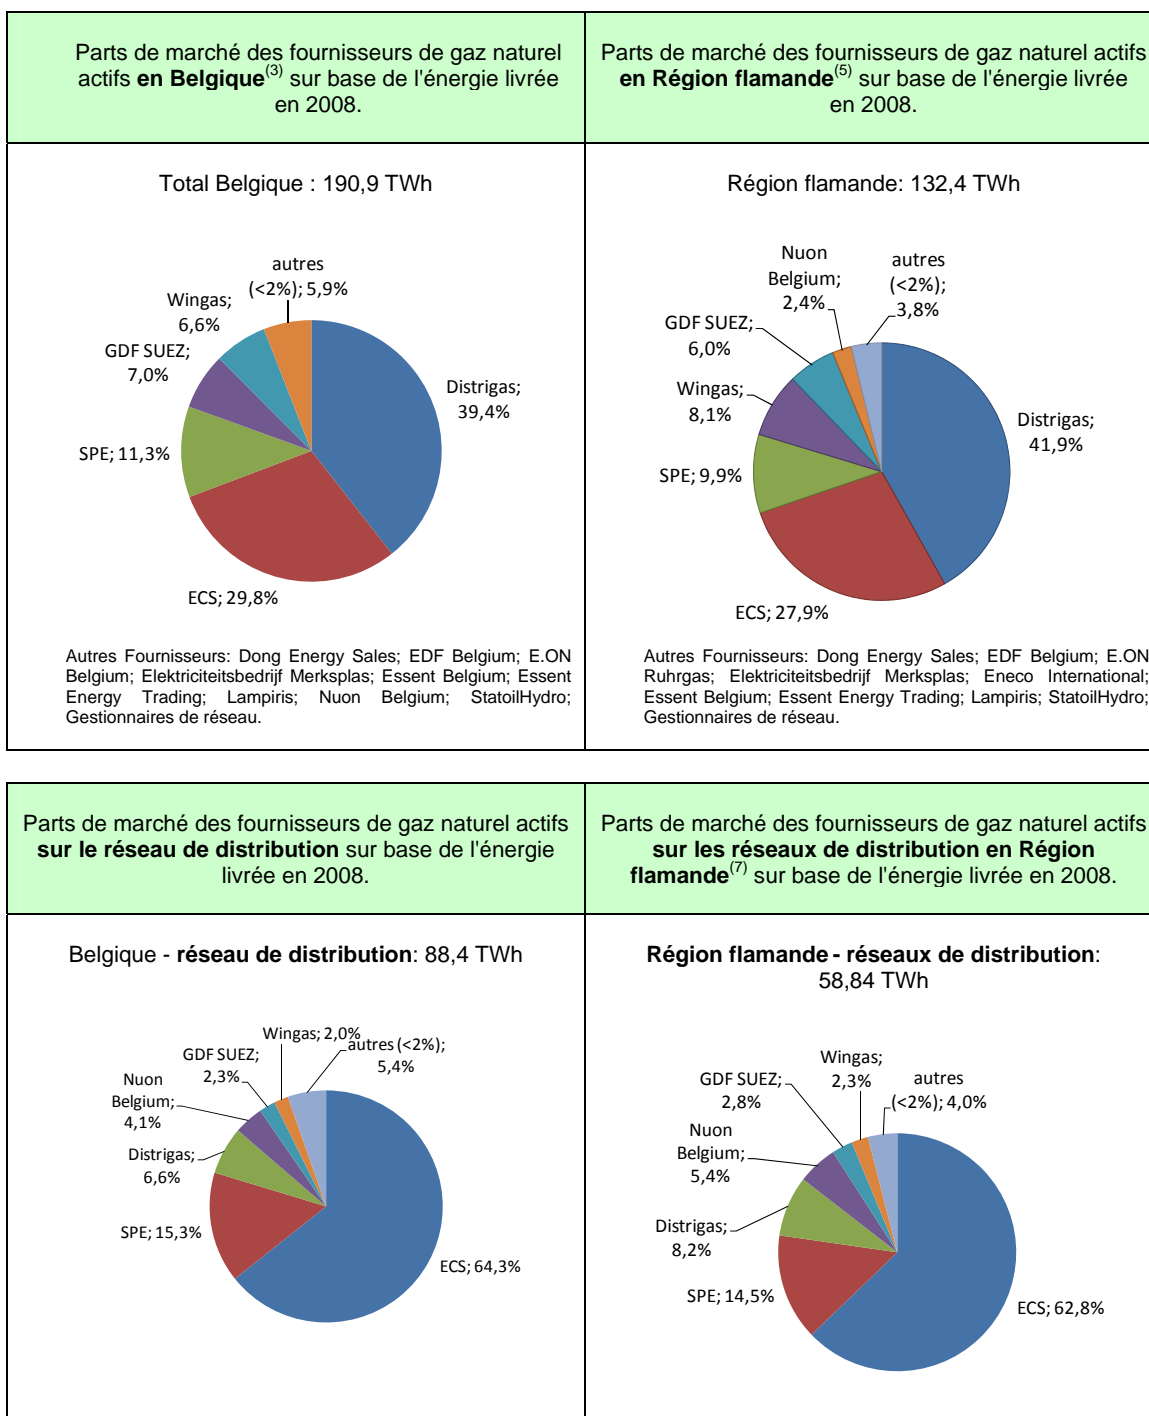 Parts de marché des fournisseurs de gaz naturel
actifs en Belgique(3) sur base de l'énergie livrée
en 2008.
Parts de marché des fournisseurs de gaz naturel actifs
en Région flamande(5) sur base de l'énergie livrée
en 2008.
Total Belgique : 190,9 TWh
autres
(<2%); 5,9%
Wingas;
6,6%
GDF SUEZ;
7,0%
Distrigas;
39,4%
SPE; 11,3%
ECS; 29,8%
Autres Fournisseurs: Dong Energy Sales; EDF Belgium; E.ON
Belgium; Elektriciteitsbedrijf Merksplas; Essent Belgium; Essent
Energy Trading; Lampiris; Nuon Belgium; StatoilHydro;
Gestionnaires de réseau.
Région flamande: 132,4 TWh
Nuon
Belgium;
2,4%
autres
(<2%);
3,8%
GDF SUEZ;
6,0%
Wingas;
8,1%
Distrigas;
41,9%
SPE; 9,9%
ECS; 27,9%
Autres Fournisseurs: Dong Energy Sales; EDF Belgium; E.ON
Ruhrgas; Elektriciteitsbedrijf Merksplas; Eneco International;
Essent Belgium; Essent Energy Trading; Lampiris; StatoilHydro;
Gestionnaires de réseau.
Parts de marché des fournisseurs de gaz naturel actifs
sur le réseau de distribution sur base de l'énergie
livrée en 2008.
Parts de marché des fournisseurs de gaz naturel actifs
sur les réseaux de distribution en Région
flamande(7) sur base de l'énergie livrée en 2008.
Belgique - réseau de distribution: 88,4 TWh
Wingas; 2,0%
autres (<2%);
5,4%
GDF SUEZ;
2,3%
Nuon
Belgium;
4,1%
Distrigas;
6,6%
SPE; 15,3%
ECS; 64,3%
Région flamande - réseaux de distribution:
58,84 TWh
Wingas;
2,3%
autres
(<2%); 4,0%
GDF SUEZ;
2,8%
Nuon
Belgium;
5,4%
Distrigas;
8,2%
SPE; 14,5%
ECS; 62,8%